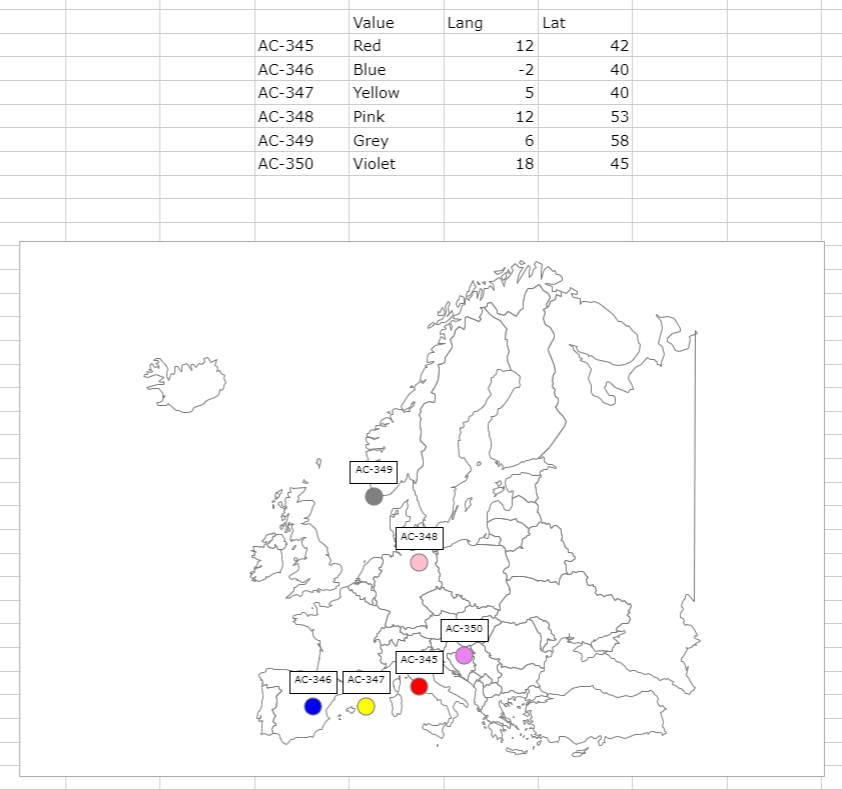 Value Lang Lat
AC-345 Red 12 42
AC-346 Blue -2 40
AC-347 Yellow 5 40
AC-348 Pink 12 53
AC-349 Grey 6 58
AC-350 Violet 18 45
AC-349
AC-348
AC-350
AC-345
AC-346 AC-347